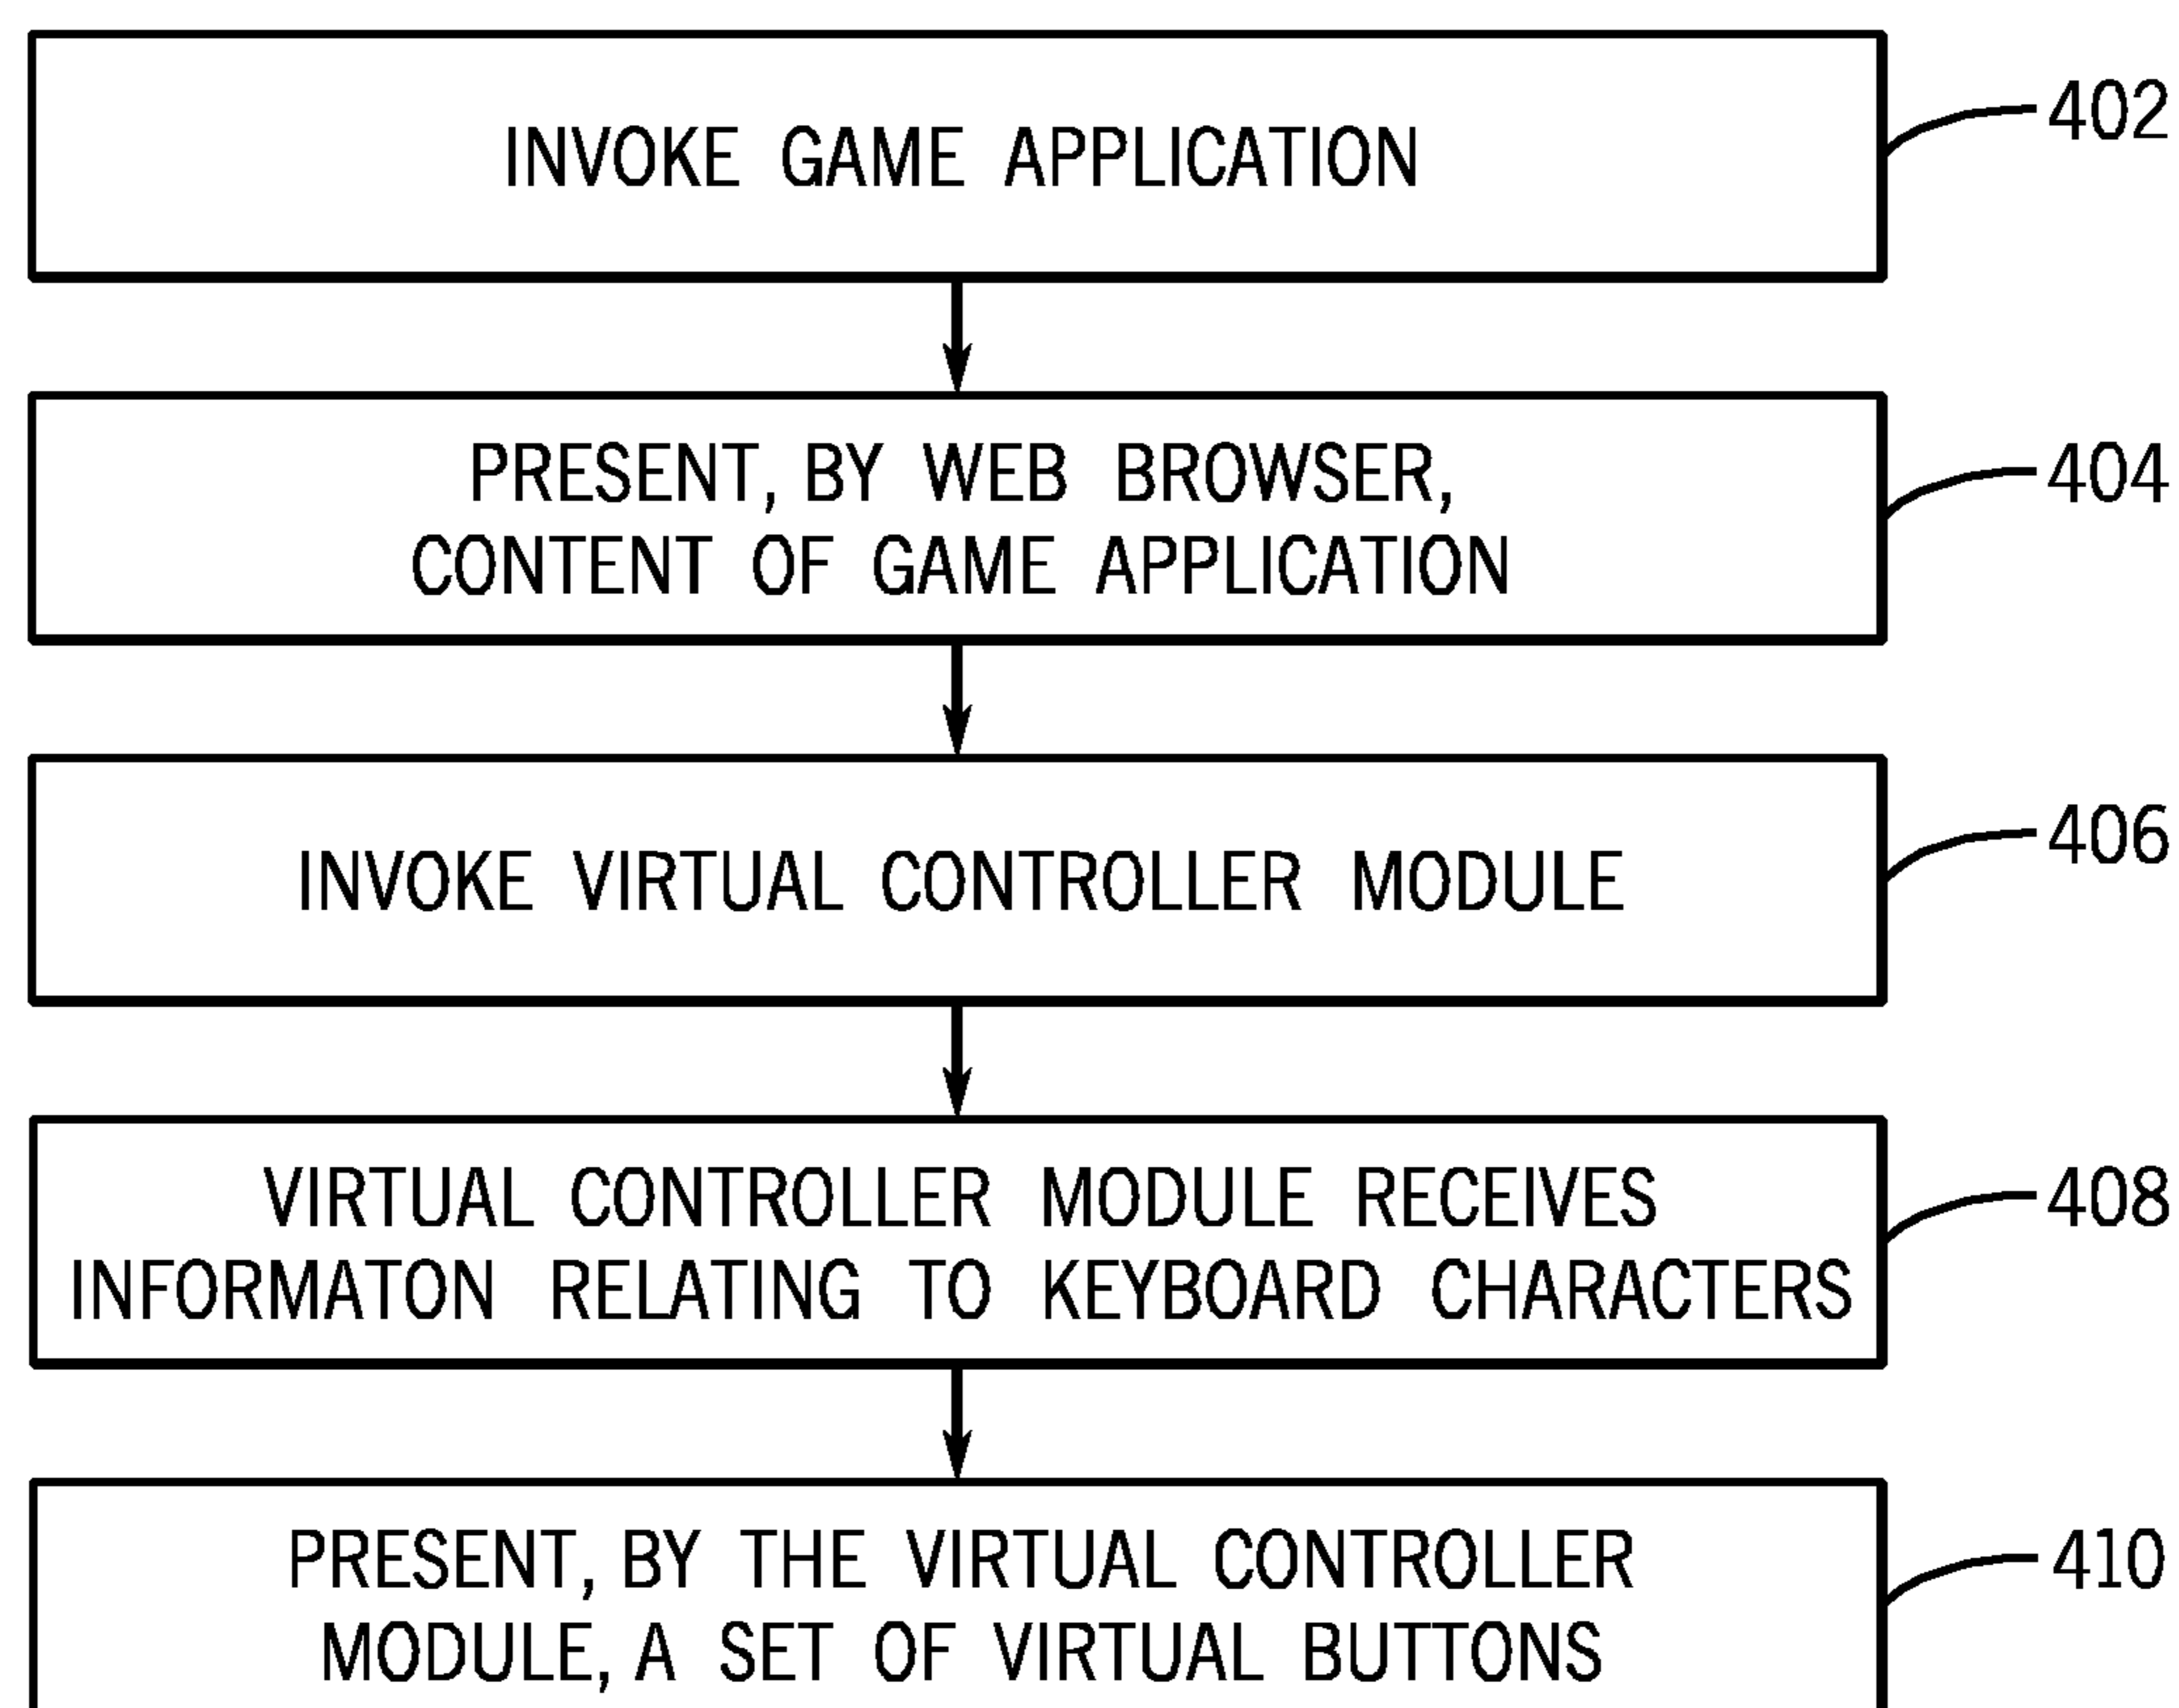 INVOKE GAME APPLICATION
402
PRESENT, BY WEB BROWSER,
CONTENT OF GAME APPLICATION
404
INVOKE VIRTUAL CONTROLLER MODULE
406
VIRTUAL CONTROLLER MODULE RECEIVES
INFORMATON RELATING TO KEYBOARD CHARACTERS
408
PRESENT, BY THE VIRTUAL CONTROLLER
MODULE, A SET OF VIRTUAL BUTTONS
410